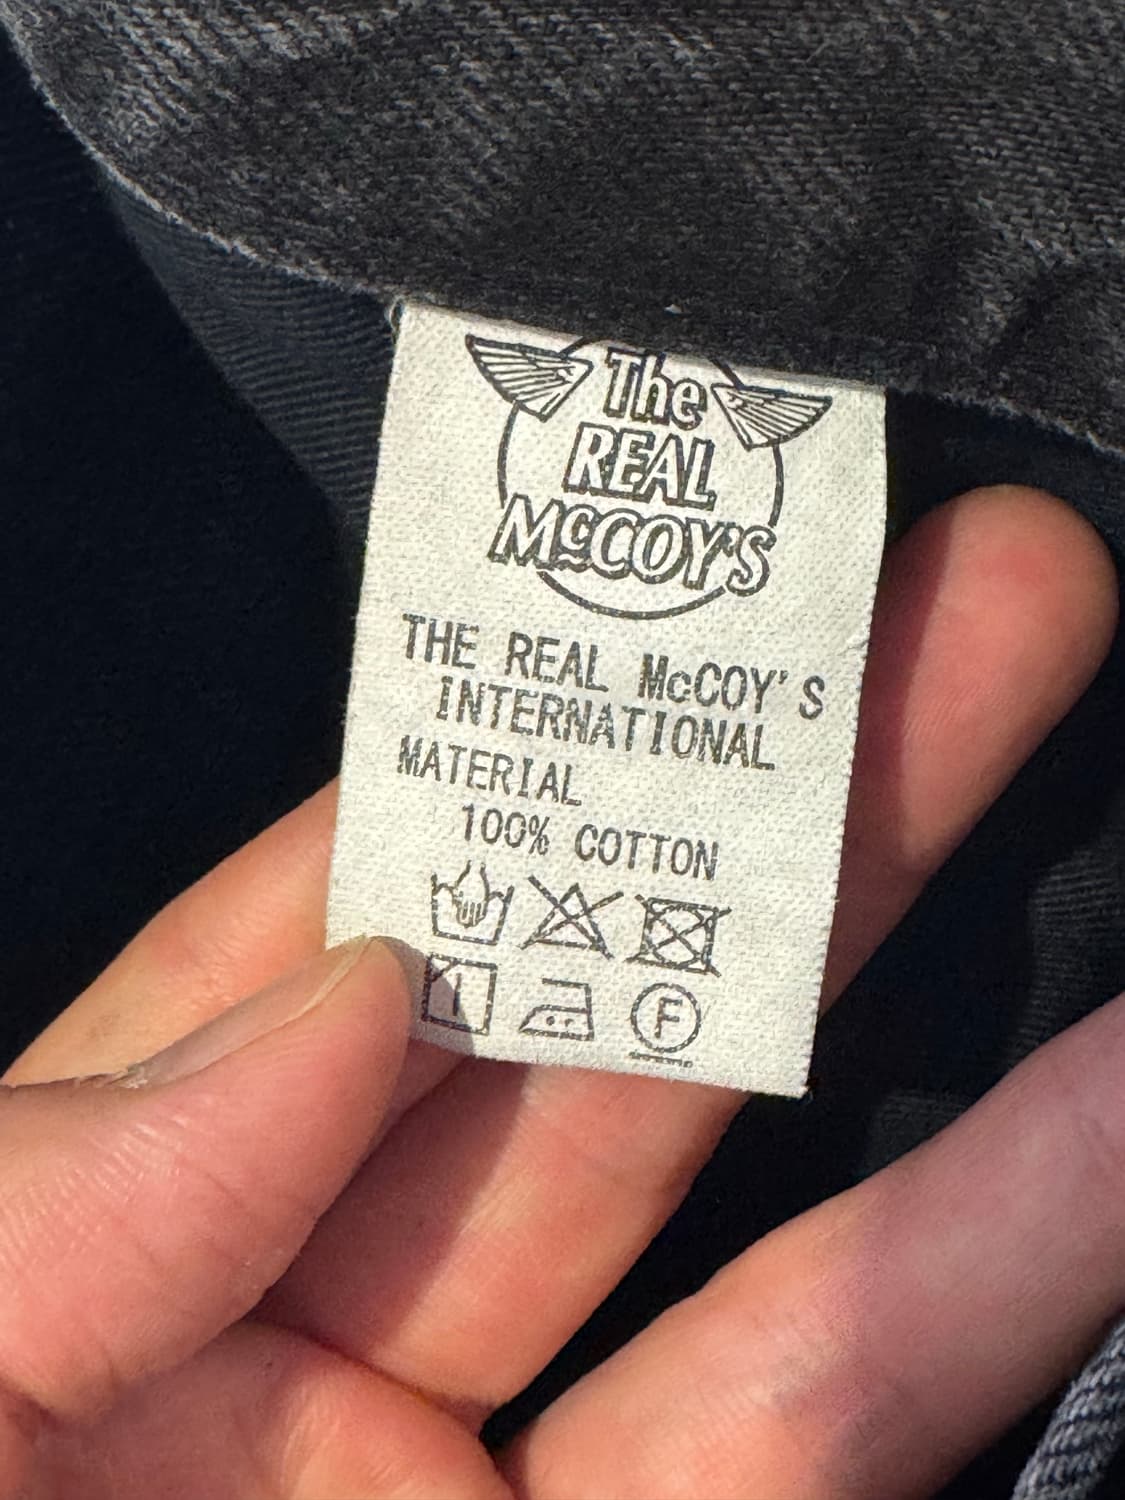 The
REAL
McCOY'S
THE REAL McCOY'S
INTERNATIONAL
MATERIAL
100% COTTON
F